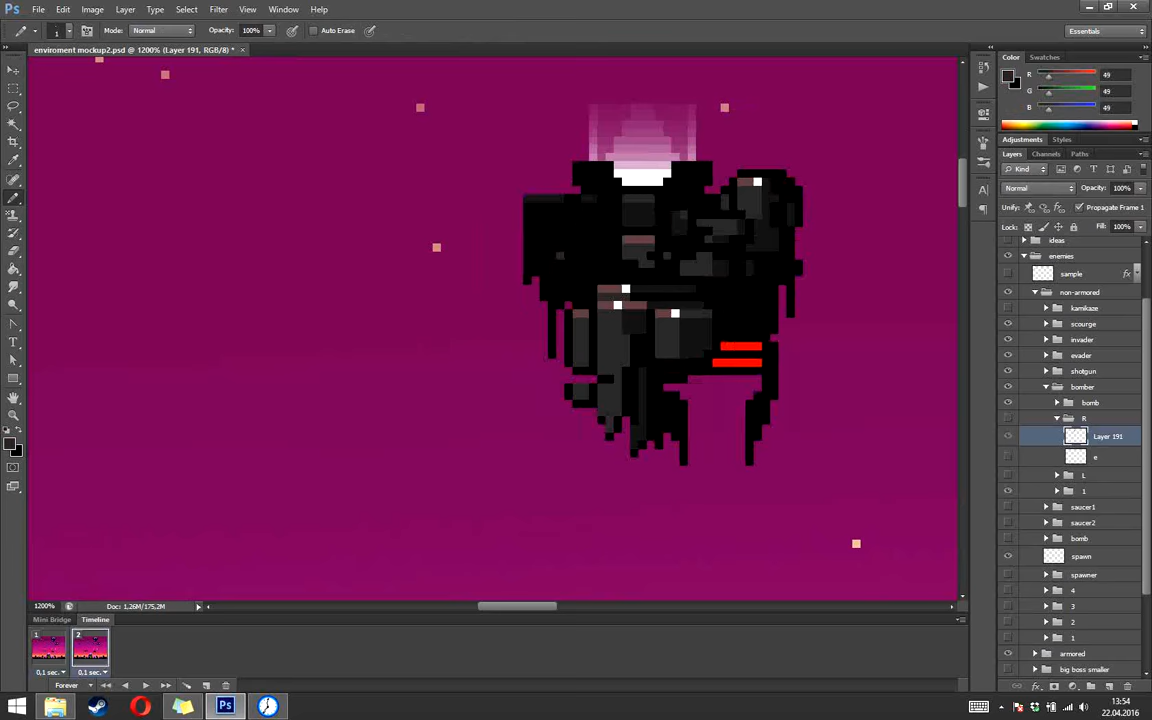 Ps File Edit Image Layer Type Select Filter View Window Help
1 Mode: Normal Opacity: 100% Auto Erase Essentials
enviroment mockup2.psd @ 1200% (Layer 191, RGB/8) * ×
Color Swatches
R 49
G 49
B 49
Adjustments Styles
Layers Channels Paths
Kind
Normal Opacity: 100%
Unify: Propagate Frame 1
Lock: Fill: 100%
ideas
enemies
sample fx
non-armored
kamikaze
scourge
invader
evader
shotgun
bomber
bomb
R
Layer 191
e
L
1
saucer1
saucer2
bomb
spawn
spawner
4
3
2
1
armored
big boss smaller
1200% Doc: 1,26M/175,2M
Mini Bridge Timeline
1 2
0,1 sec. 0,1 sec.
Forever
Ps 13:54
22.04.2016